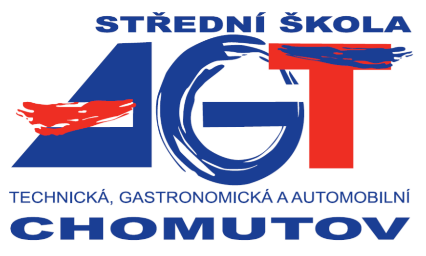 STŘEDNÍ ŠKOLA
AGT
TECHNICKÁ, GASTRONOMICKÁ A AUTOMOBILNÍ
CHOMUTOV